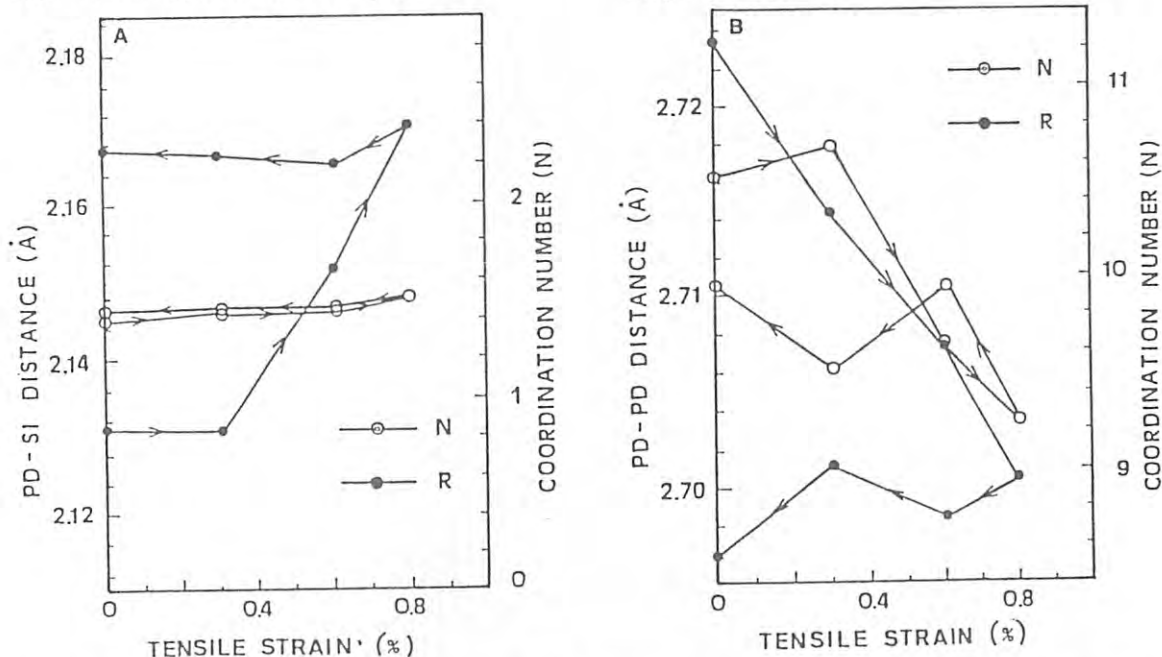 A
2.18
2.16
2.14
2.12
PD-SI DISTANCE (Å)
2
1
0
COORDINATION NUMBER (N)
N
R
0
0.4
0.8
TENSILE STRAIN (%)
B
2.72
2.71
2.70
PD-PD DISTANCE (Å)
11
10
9
COORDINATION NUMBER (N)
N
R
0
0.4
0.8
TENSILE STRAIN (%)